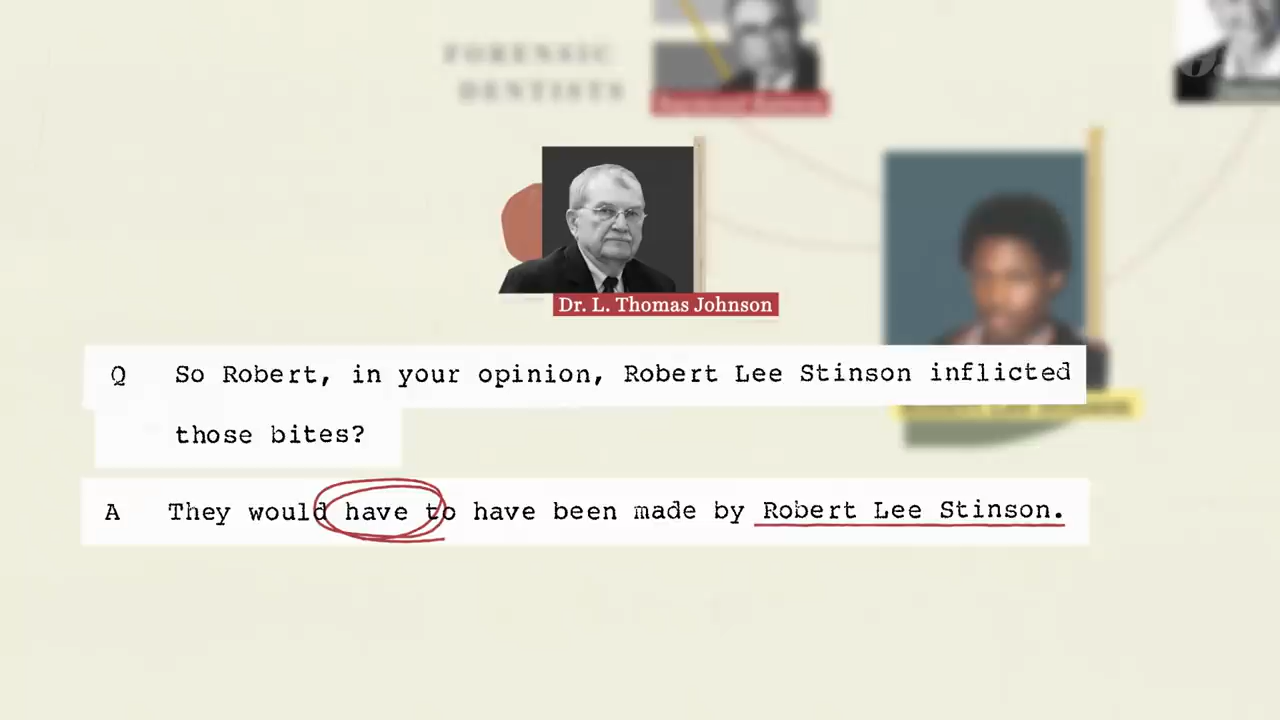 FORENSIC
DENTISTS
Dr. L. Thomas Johnson
Q So Robert, in your opinion, Robert Lee Stinson inflicted
those bites?
A They would have to have been made by Robert Lee Stinson.